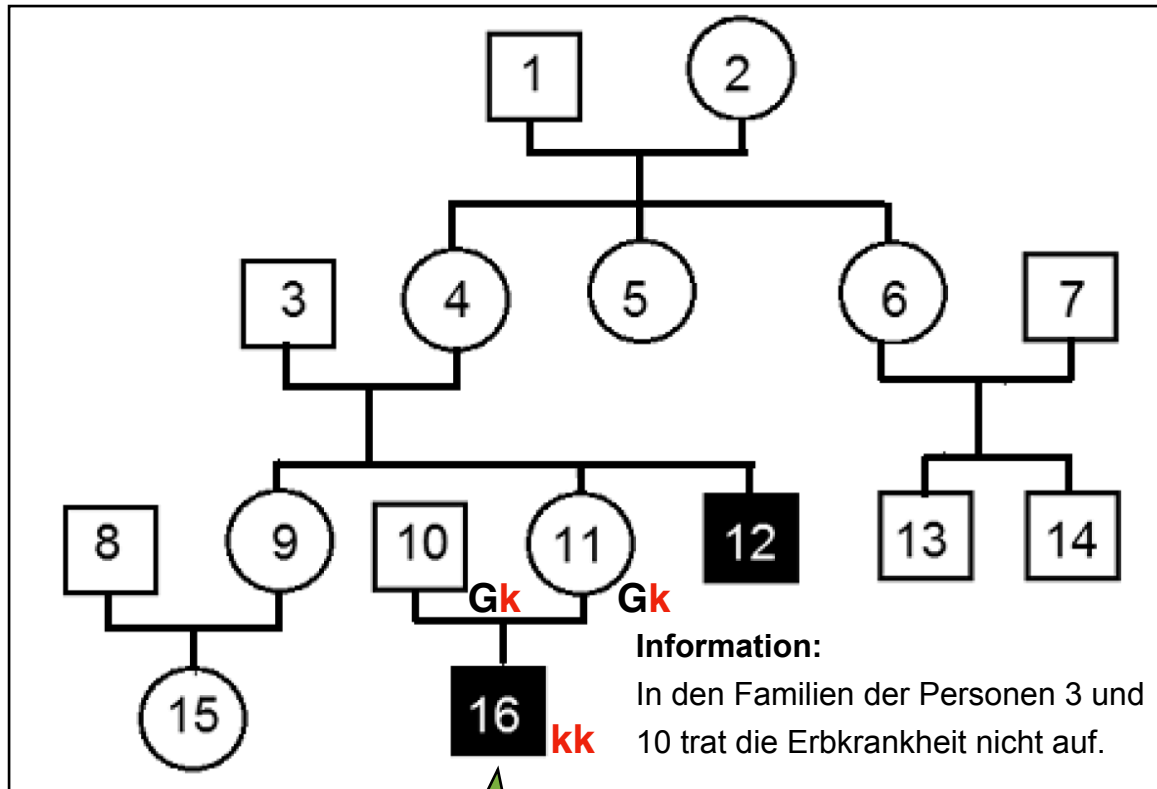 1 2
3 4 5 6 7
8 9 10 11 12 13 14
Gk Gk
15 16 kk
Information:
In den Familien der Personen 3 und
10 trat die Erbkrankheit nicht auf.